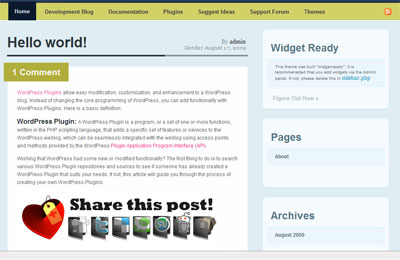 Home Development Blog Documentation Plugins Suggest Ideas Support Forum Themes
Hello world!
By admin
Monday August 17, 2009
1 Comment
WordPress Plugins allow easy modification, customization, and enhancement to a WordPress
blog. Instead of changing the core programming of WordPress, you can add functionality with
WordPress Plugins. Here is a basic definition:
WordPress Plugin: A WordPress Plugin is a program, or a set of one or more functions,
written in the PHP scripting language, that adds a specific set of features or services to the
WordPress weblog, which can be seamlessly integrated with the weblog using access points
and methods provided by the WordPress Plugin Application Program Interface (API).
Wishing that WordPress had some new or modified functionality? The first thing to do is to search
various WordPress Plugin repositories and sources to see if someone has already created a
WordPress Plugin that suits your needs. If not, this article will guide you through the process of
creating your own WordPress Plugins.
Share this post!
Widget Ready
This theme was built "widget-ready". It is
recommended that you add widgets via the Admin
panel. If not, please delete this in sidebar.php
Figure Out How »
Pages
About
Archives
August 2009